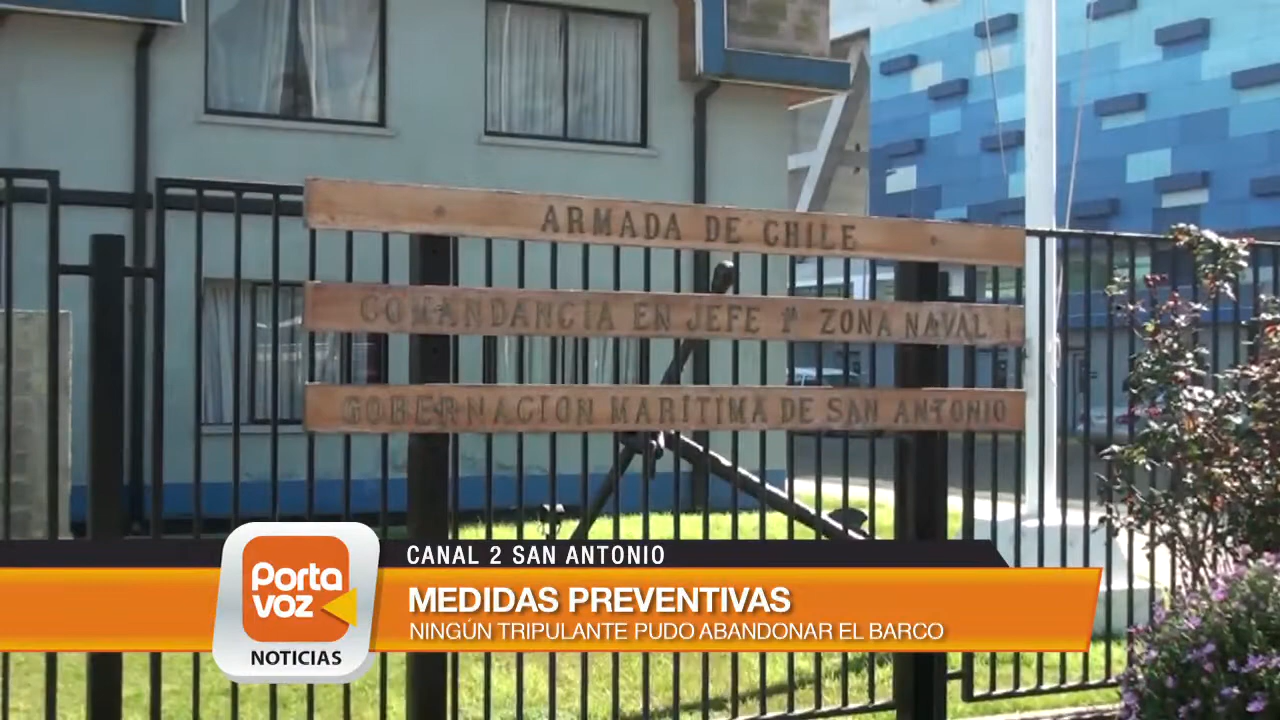 ARMADA DE CHILE
COMANDANCIA EN JEFE 1ª ZONA NAVAL
GOBERNACION MARITIMA DE SAN ANTONIO
CANAL 2 SAN ANTONIO
MEDIDAS PREVENTIVAS
NINGÚN TRIPULANTE PUDO ABANDONAR EL BARCO
Porta
voz
NOTICIAS